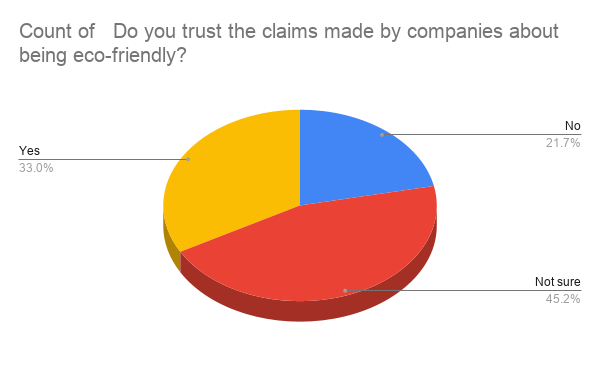 Count of   Do you trust the claims made by companies about
being eco-friendly?
No
21.7%
Yes
33.0%
Not sure
45.2%